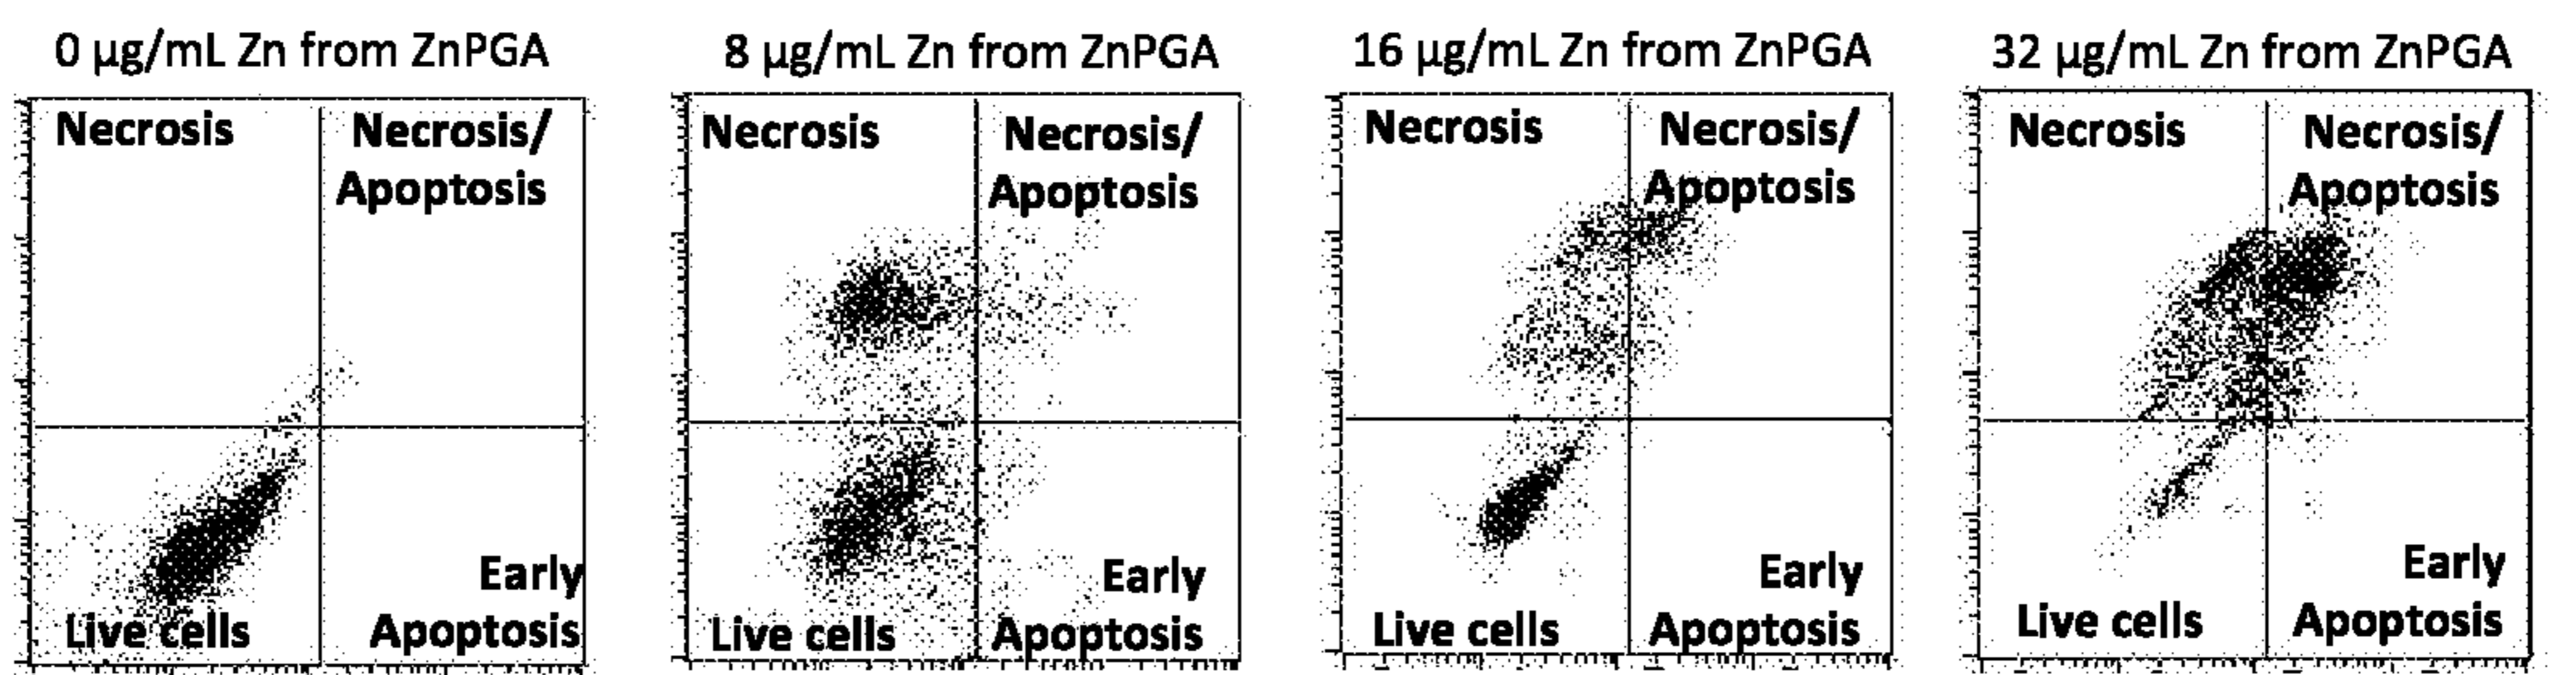 0 µg/mL Zn from ZnPGA
Necrosis
Necrosis/
Apoptosis
Live cells
Early
Apoptosis
8 µg/mL Zn from ZnPGA
Necrosis
Necrosis/
Apoptosis
Live cells
Early
Apoptosis
16 µg/mL Zn from ZnPGA
Necrosis
Necrosis/
Apoptosis
Live cells
Early
Apoptosis
32 µg/mL Zn from ZnPGA
Necrosis
Necrosis/
Apoptosis
Live cells
Early
Apoptosis